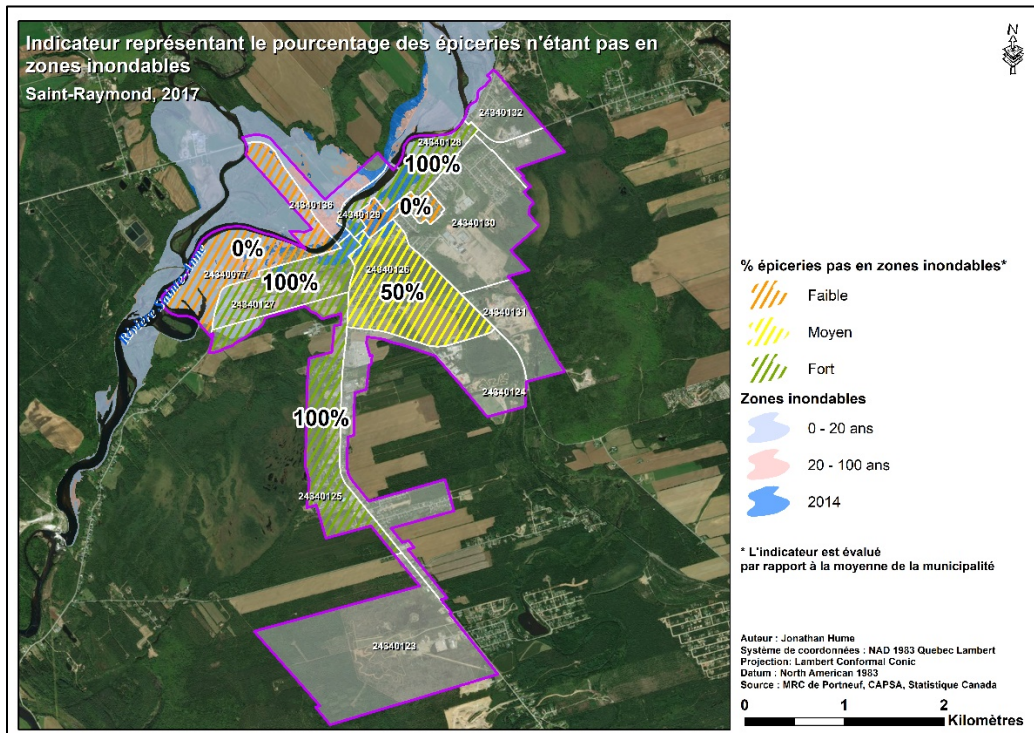 Indicateur représentant le pourcentage des épiceries n'étant pas en
zones inondables
Saint-Raymond, 2017
N
24340132
24340128
100%
24340136
24340129
0%
24340130
0%
24340077
24340126
100%
50%
24340127
24340131
Rivière Sainte-Anne
24340124
100%
24340125
24340123
% épiceries pas en zones inondables*
Faible
Moyen
Fort
Zones inondables
0 - 20 ans
20 - 100 ans
2014
* L'indicateur est évalué
par rapport à la moyenne de la municipalité
Auteur : Jonathan Hume
Système de coordonnées : NAD 1983 Quebec Lambert
Projection: Lambert Conformal Conic
Datum : North American 1983
Source : MRC de Portneuf, CAPSA, Statistique Canada
0 1 2
Kilomètres